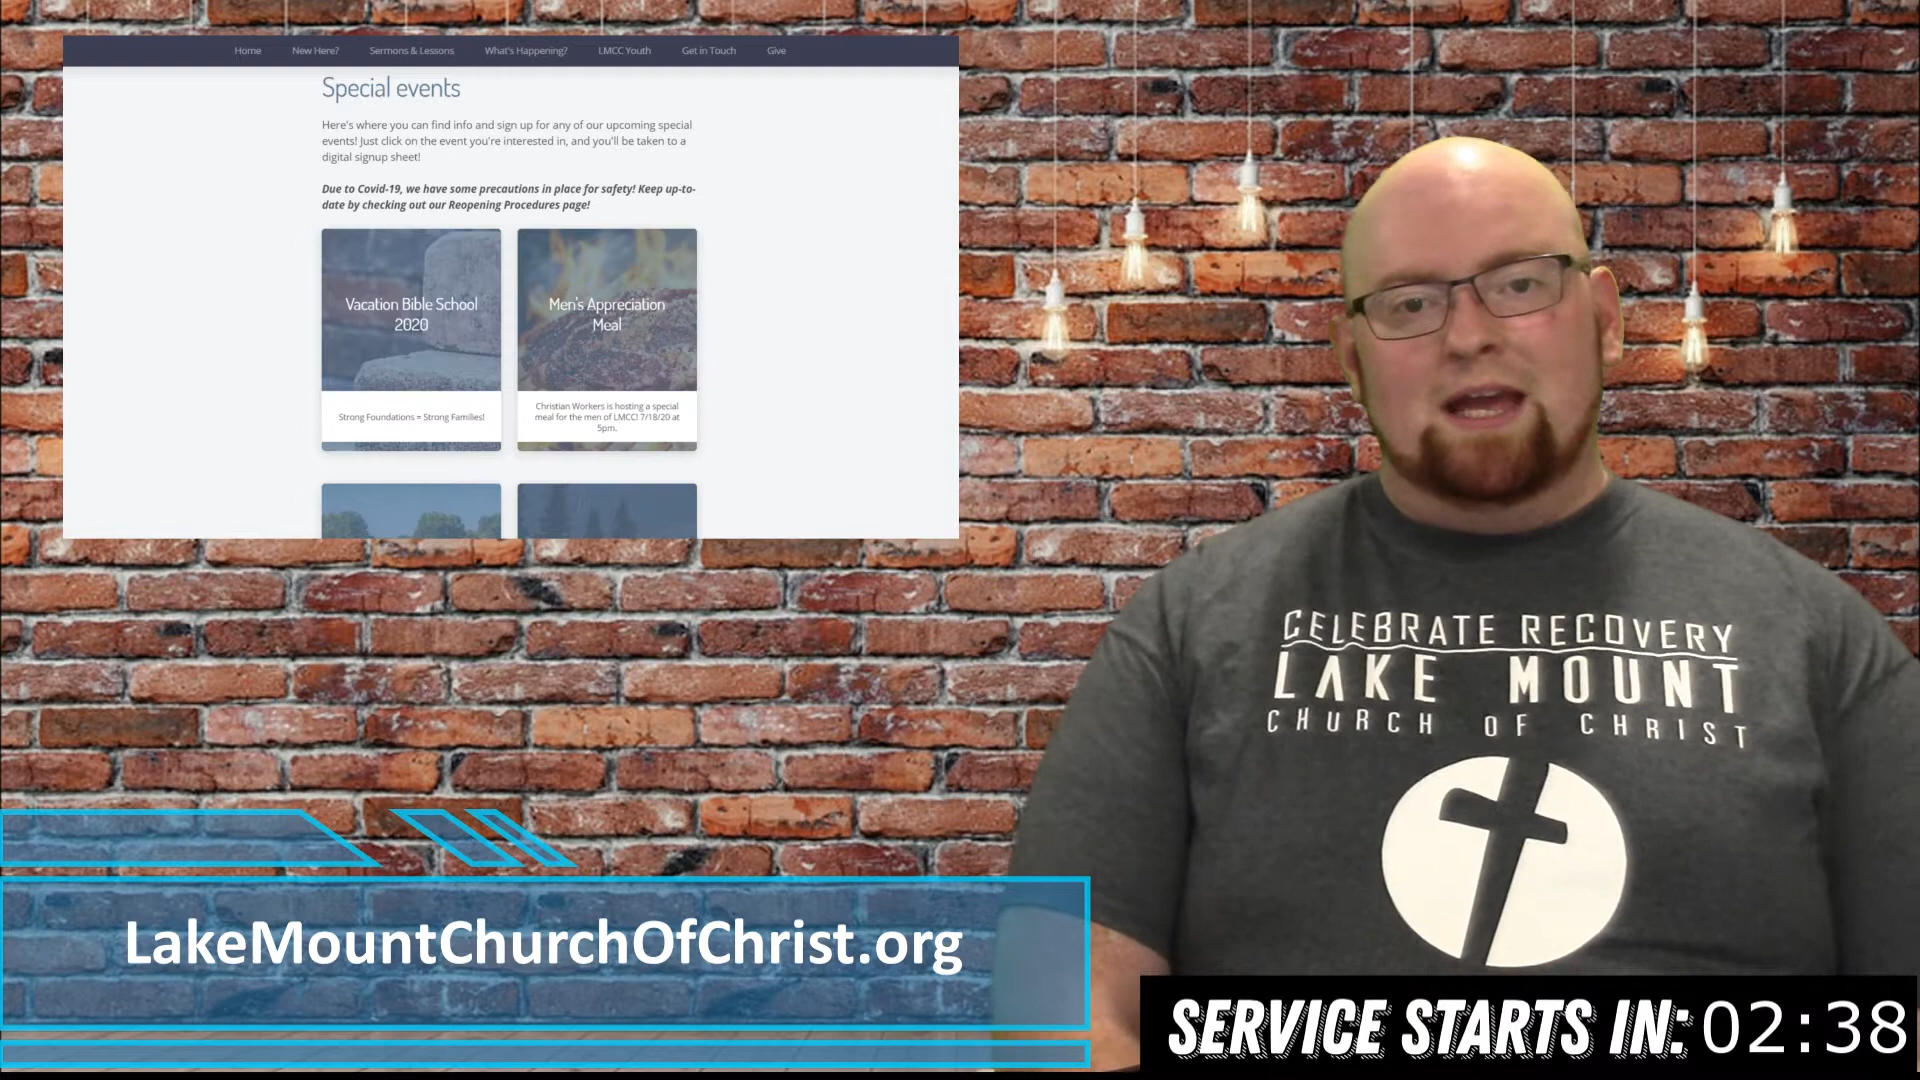 Home New Here? Sermons & Lessons What's Happening? LMCC Youth Get in Touch Give
Special events
Here's where you can find info and sign up for any of our upcoming special
events! Just click on the event you're interested in, and you'll be taken to a
digital signup sheet!
Due to Covid-19, we have some precautions in place for safety! Keep up-to-
date by checking out our Reopening Procedures page!
Vacation Bible School
2020
Strong Foundations = Strong Families!
Men's Appreciation
Meal
Christian Workers is hosting a special
meal for the men of LMCC! 7/18/20 at
5pm.
CELEBRATE RECOVERY
LAKE MOUNT
CHURCH OF CHRIST
LakeMountChurchOfChrist.org
SERVICE STARTS IN: 02:38